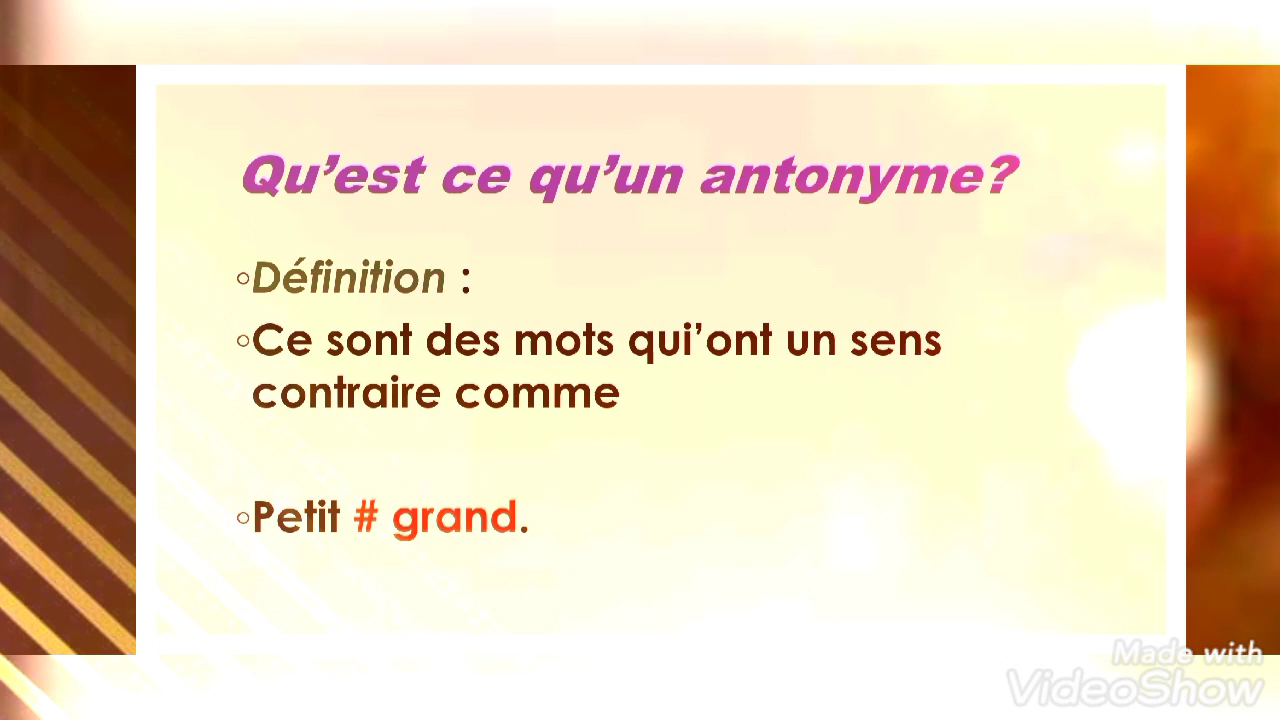 Qu’est ce qu’un antonyme?
◦Définition :
◦Ce sont des mots qui’ont un sens
contraire comme
◦Petit # grand.
Made with
VideoShow